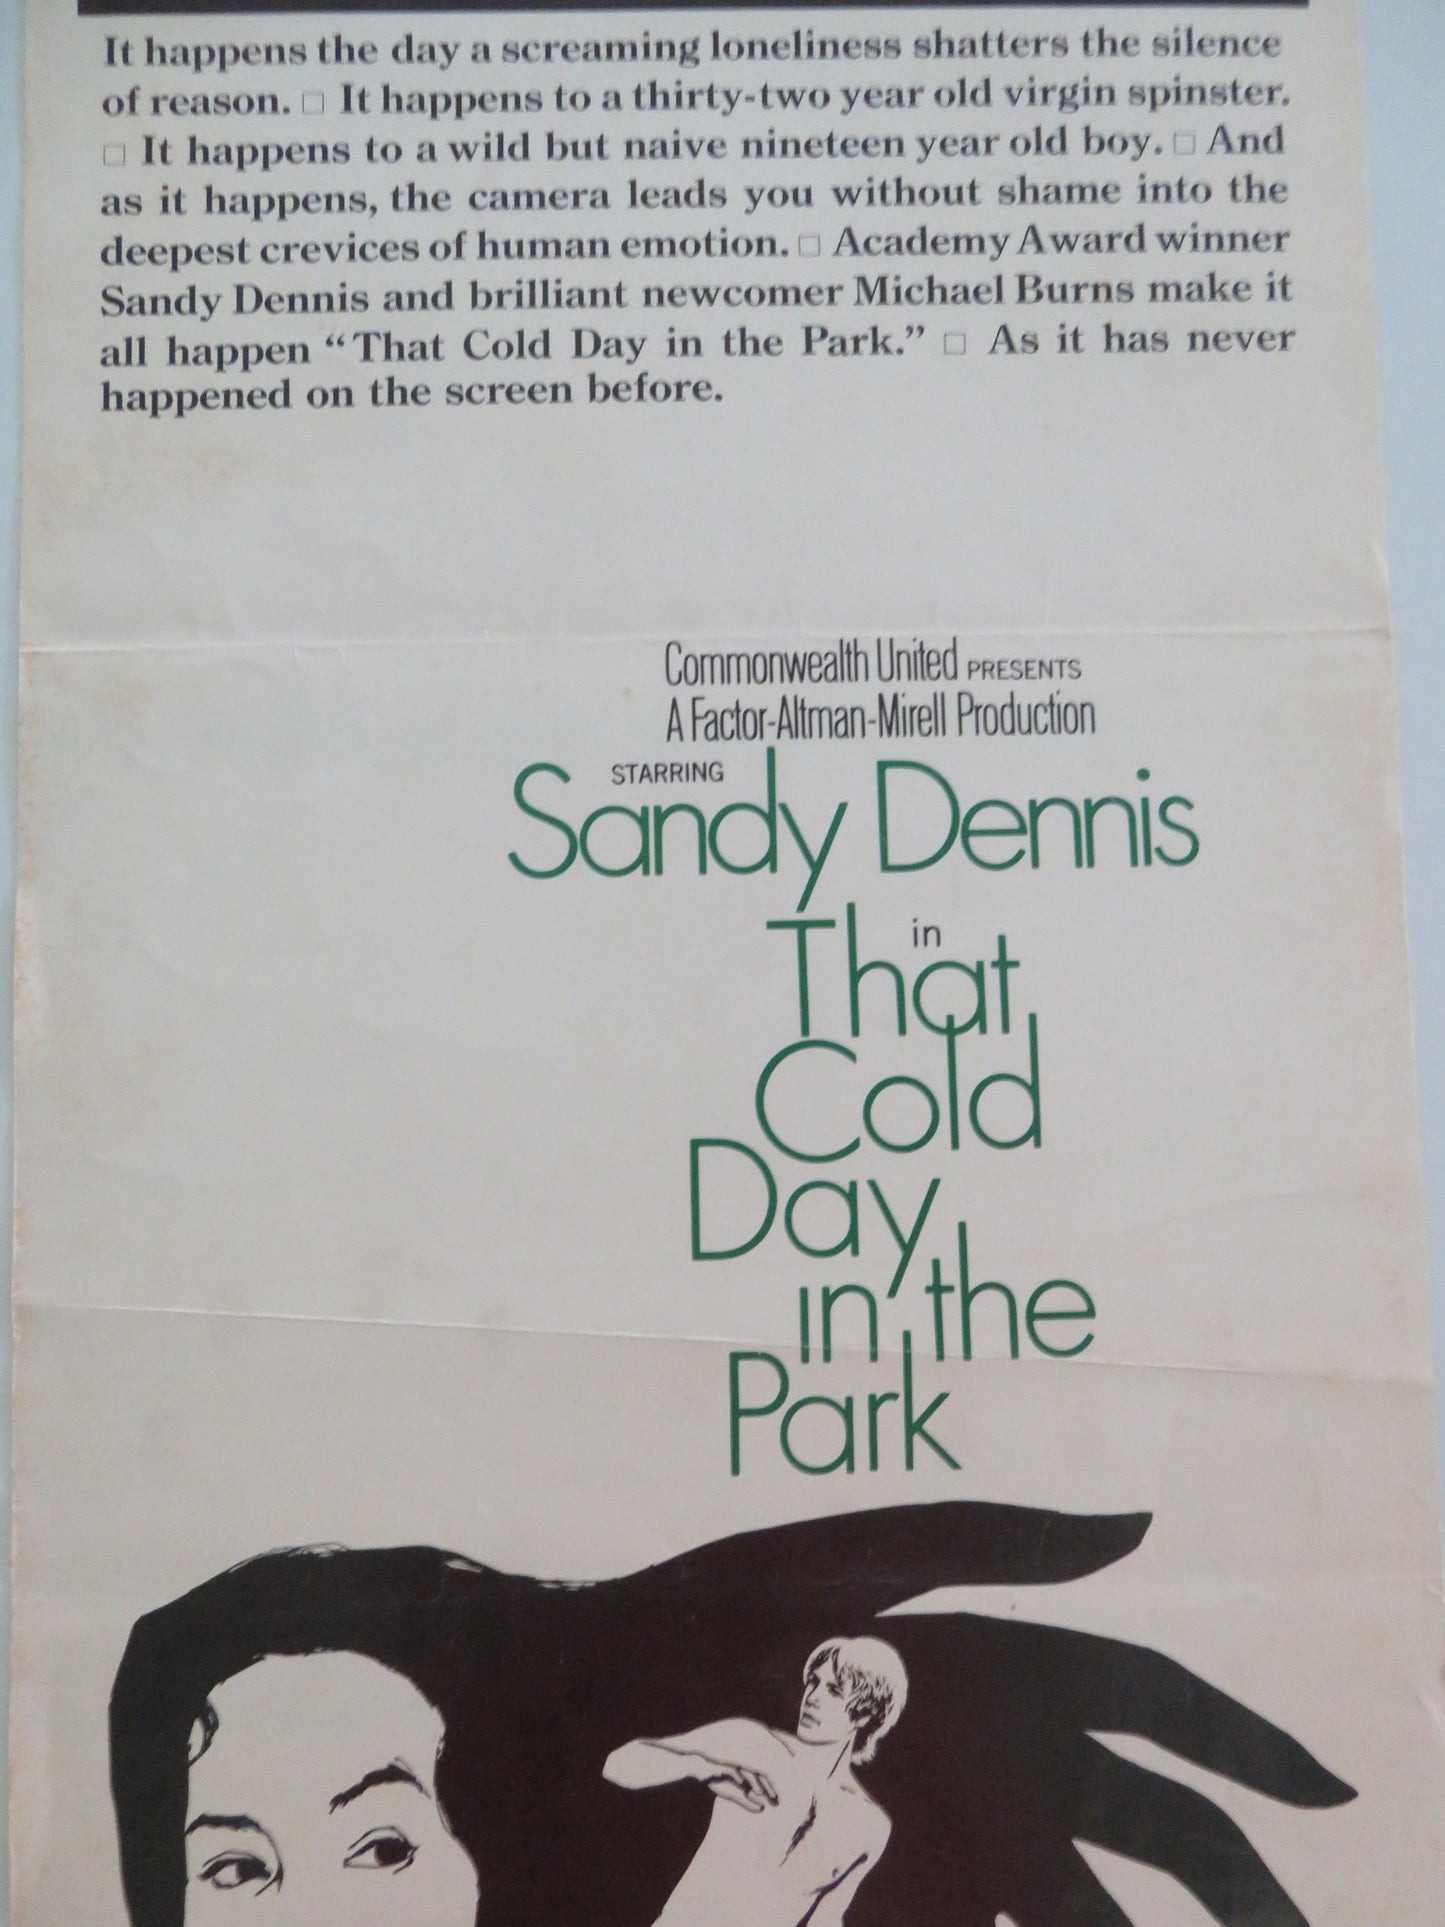 It happens the day a screaming loneliness shatters the silence
of reason. □ It happens to a thirty-two year old virgin spinster.
□ It happens to a wild but naive nineteen year old boy. □ And
as it happens, the camera leads you without shame into the
deepest crevices of human emotion. □ Academy Award winner
Sandy Dennis and brilliant newcomer Michael Burns make it
all happen “That Cold Day in the Park.” □ As it has never
happened on the screen before.
Commonwealth United PRESENTS
A Factor-Altman-Mirell Production
STARRING
Sandy Dennis
in
That
Cold
Day
in the
Park